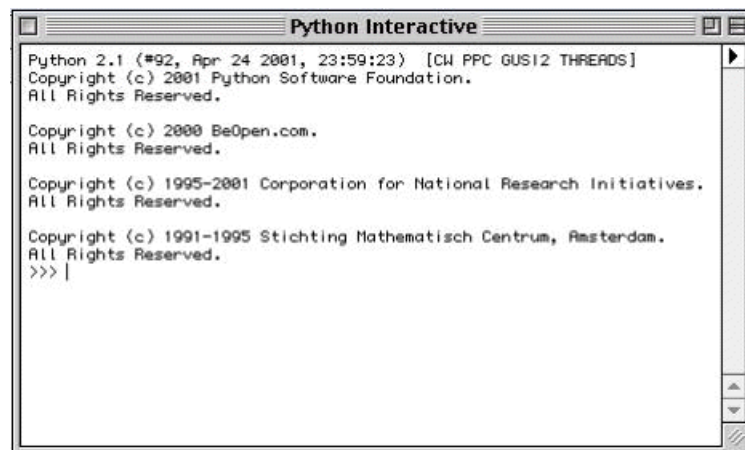 Python Interactive
Python 2.1 (#92, Apr 24 2001, 23:59:23)  [CW PPC GUSI2 THREADS]
Copyright (c) 2001 Python Software Foundation.
All Rights Reserved.
Copyright (c) 2000 BeOpen.com.
All Rights Reserved.
Copyright (c) 1995-2001 Corporation for National Research Initiatives.
All Rights Reserved.
Copyright (c) 1991-1995 Stichting Mathematisch Centrum, Amsterdam.
All Rights Reserved.
>>>